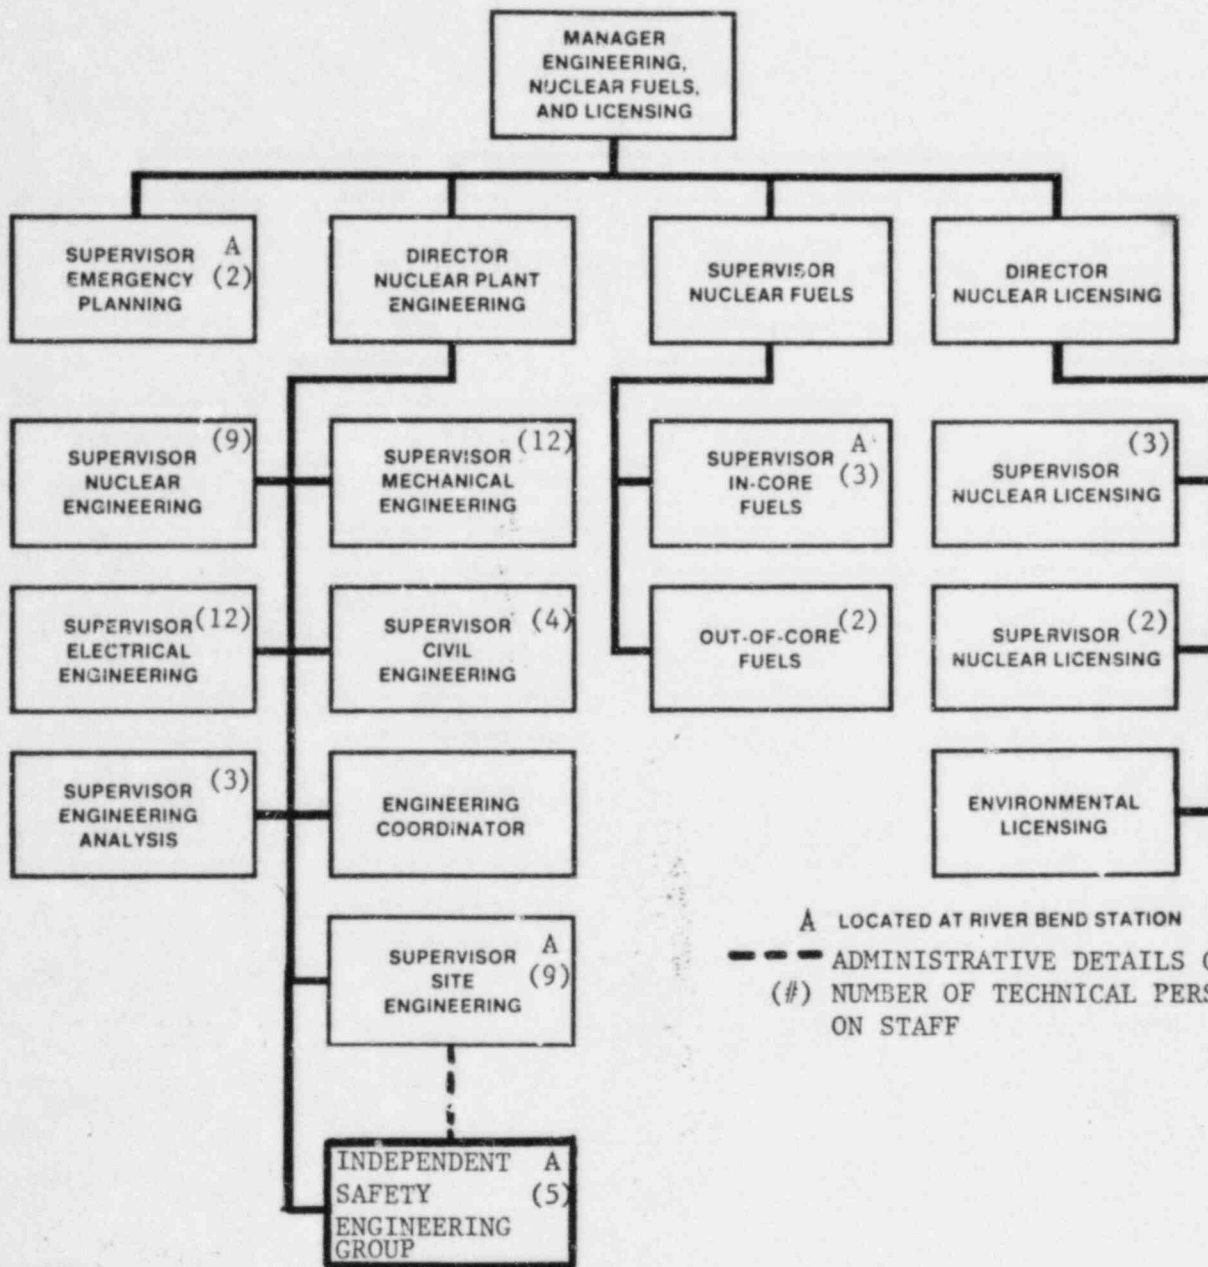 MANAGER
ENGINEERING,
NUCLEAR FUELS,
AND LICENSING
SUPERVISOR A
EMERGENCY (2)
PLANNING
DIRECTOR
NUCLEAR PLANT
ENGINEERING
SUPERVISOR
NUCLEAR FUELS
DIRECTOR
NUCLEAR LICENSING
(9)
SUPERVISOR
NUCLEAR
ENGINEERING
(12)
SUPERVISOR
MECHANICAL
ENGINEERING
A
SUPERVISOR
IN-CORE (3)
FUELS
(3)
SUPERVISOR
NUCLEAR LICENSING
SUPERVISOR (12)
ELECTRICAL
ENGINEERING
SUPERVISOR (4)
CIVIL
ENGINEERING
OUT-OF-CORE (2)
FUELS
SUPERVISOR (2)
NUCLEAR LICENSING
SUPERVISOR (3)
ENGINEERING
ANALYSIS
ENGINEERING
COORDINATOR
ENVIRONMENTAL
LICENSING
SUPERVISOR A
SITE (9)
ENGINEERING
A LOCATED AT RIVER BEND STATION
ADMINISTRATIVE DETAILS
(#) NUMBER OF TECHNICAL PERS
ON STAFF
INDEPENDENT A
SAFETY (5)
ENGINEERING
GROUP